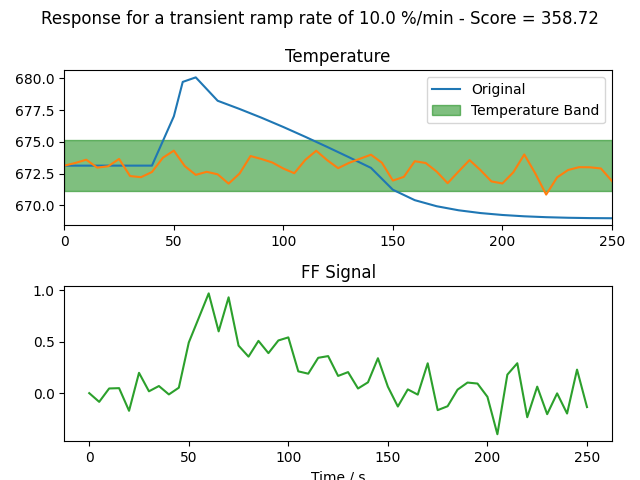 Response for a transient ramp rate of 10.0 %/min - Score = 358.72
Temperature
680.0
677.5
675.0
672.5
670.0
Original
Temperature Band
0 50 100 150 200 250
FF Signal
1.0
0.5
0.0
0 50 100 150 200 250
Time / s